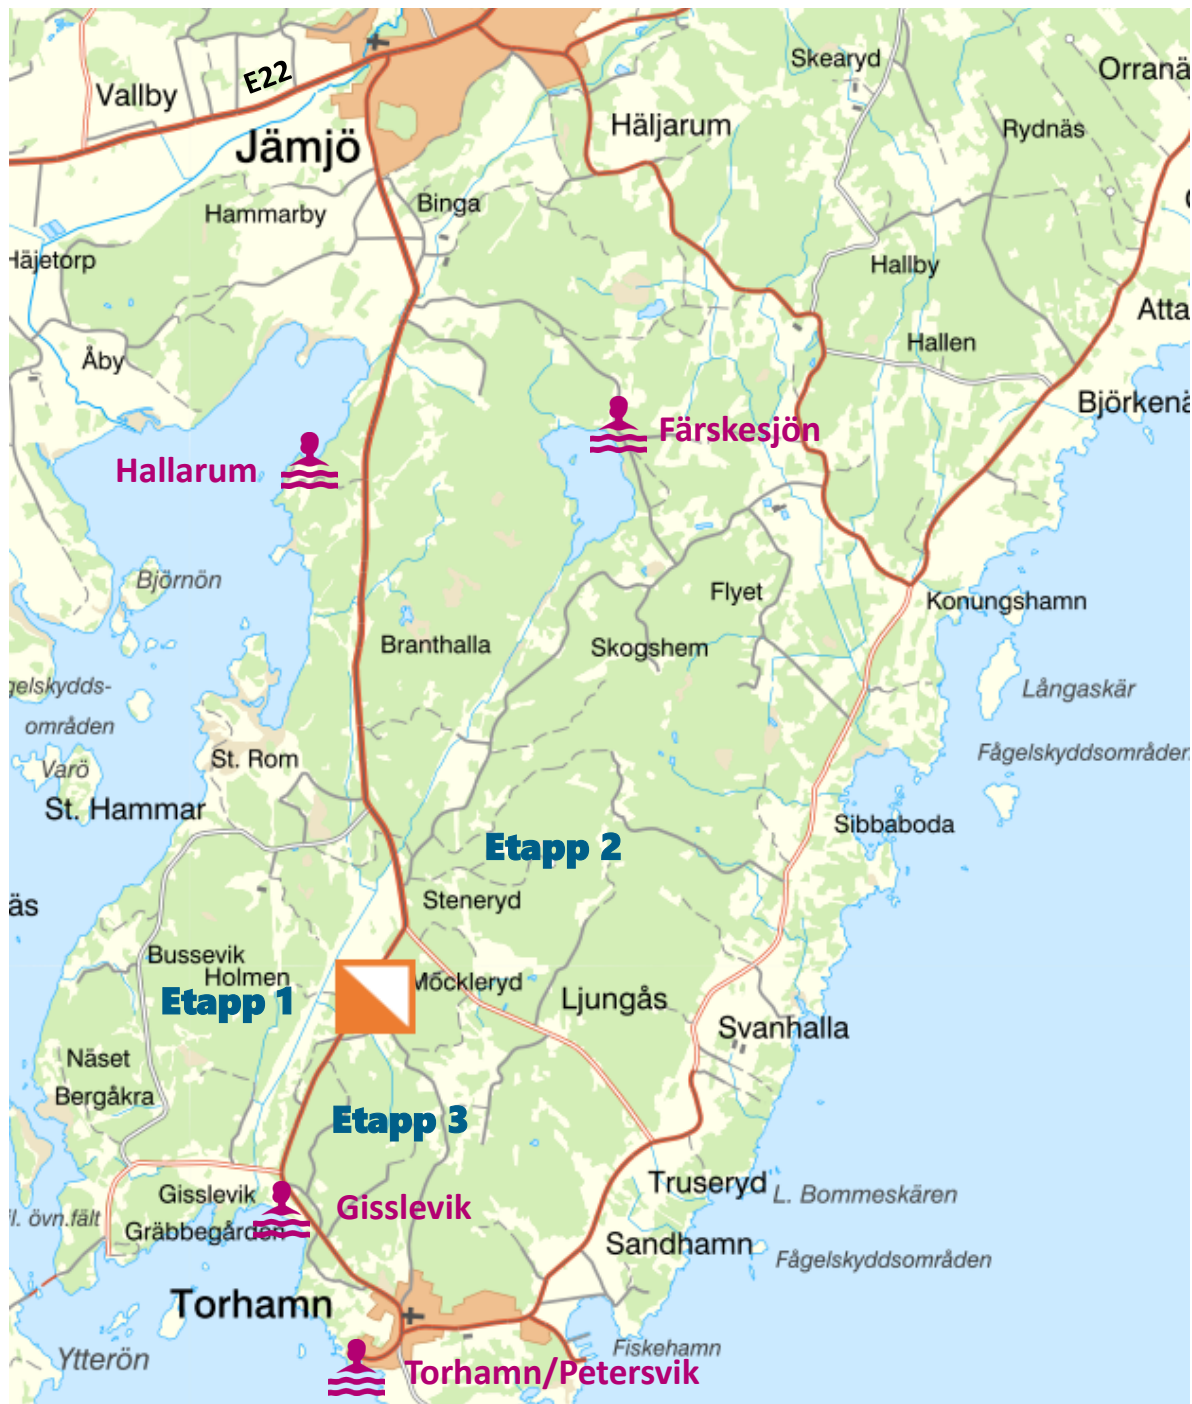 Skearyd
Orranä
E22
Vallby
Häljarum
Rydnäs
Jämjö
Binga
Hammarby
Häjetorp
Hallby
Atta
Hallen
Åby
Björkenä
Färskesjön
Hallarum
Björnön
Flyet
Konungshamn
Branthalla
Skogshem
gelskydds-
områden
Långaskär
Fågelskyddsområden
St. Rom
Varö
St. Hammar
Sibbaboda
Etapp 2
Steneryd
äs
Bussevik
Holmen
Möckleryd
Etapp 1
Ljungås
Svanhalla
Näset
Bergåkra
Etapp 3
Truseryd
L. Bommeskären
Gisslevik
Gisslevik
l. övn.fält
Gräbbegården
Sandhamn
Fågelskyddsområden
Torhamn
Fiskehamn
Ytterön
Torhamn/Petersvik